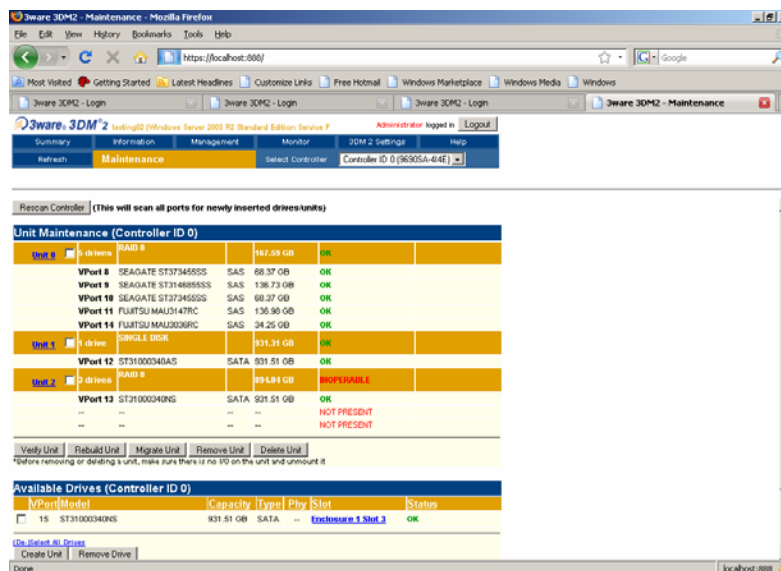 3ware 3DM2 - Maintenance - Mozilla Firefox
File Edit View History Bookmarks Tools Help
https://localhost:888/
Google
Most Visited Getting Started Latest Headlines Customize Links Free Hotmail Windows Marketplace Windows Media Windows
3ware 3DM2 - Login 3ware 3DM2 - Login 3ware 3DM2 - Login 3ware 3DM2 - Maintenance
3ware® 3DM®2 (Windows Server 2003 R2 Standard Edition Service P Administrator logged in Logout
Summary Information Management Monitor 3DM 2 Settings Help
Refresh Maintenance Select Controller Controller ID 0 (9690SA-4I4E)
Rescan Controller (This will scan all ports for newly inserted drives/units)
Unit Maintenance (Controller ID 0)
Unit 0 5 drives RAID 0 167.59 GB OK
VPort 8 SEAGATE ST373455SS SAS 68.37 GB OK
VPort 9 SEAGATE ST3146855SS SAS 136.73 GB OK
VPort 10 SEAGATE ST373455SS SAS 68.37 GB OK
VPort 11 FUJITSU MAU3147RC SAS 136.98 GB OK
VPort 14 FUJITSU MAU3036RC SAS 34.25 GB OK
Unit 1 1 drive SINGLE DISK 931.31 GB OK
VPort 12 ST31000340AS SATA 931.51 GB OK
Unit 2 3 drives RAID 0 INOPERABLE
VPort 13 ST31000340NS SATA 931.51 GB OK
-- -- -- -- NOT PRESENT
-- -- -- -- NOT PRESENT
Verify Unit Rebuild Unit Migrate Unit Remove Unit Delete Unit
*Before removing or deleting a unit, make sure there is no I/O on the unit and unmount it
Available Drives (Controller ID 0)
VPort Model Capacity Type Phy Slot Status
15 ST31000340NS 931.51 GB SATA -- Enclosure 1 Slot 3 OK
(De-)Select All Drives
Create Unit Remove Drive
Done localhost:888